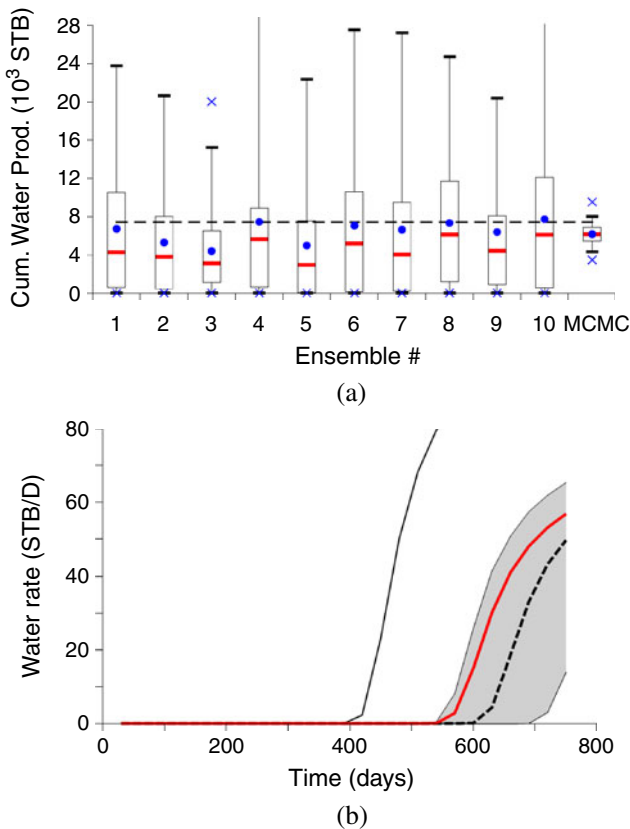 Cum. Water Prod. (10³ STB)
28
24
20
16
12
8
4
0
1 2 3 4 5 6 7 8 9 10 MCMC
Ensemble #
(a)
Water rate (STB/D)
80
60
40
20
0
0 200 400 600 800
Time (days)
(b)